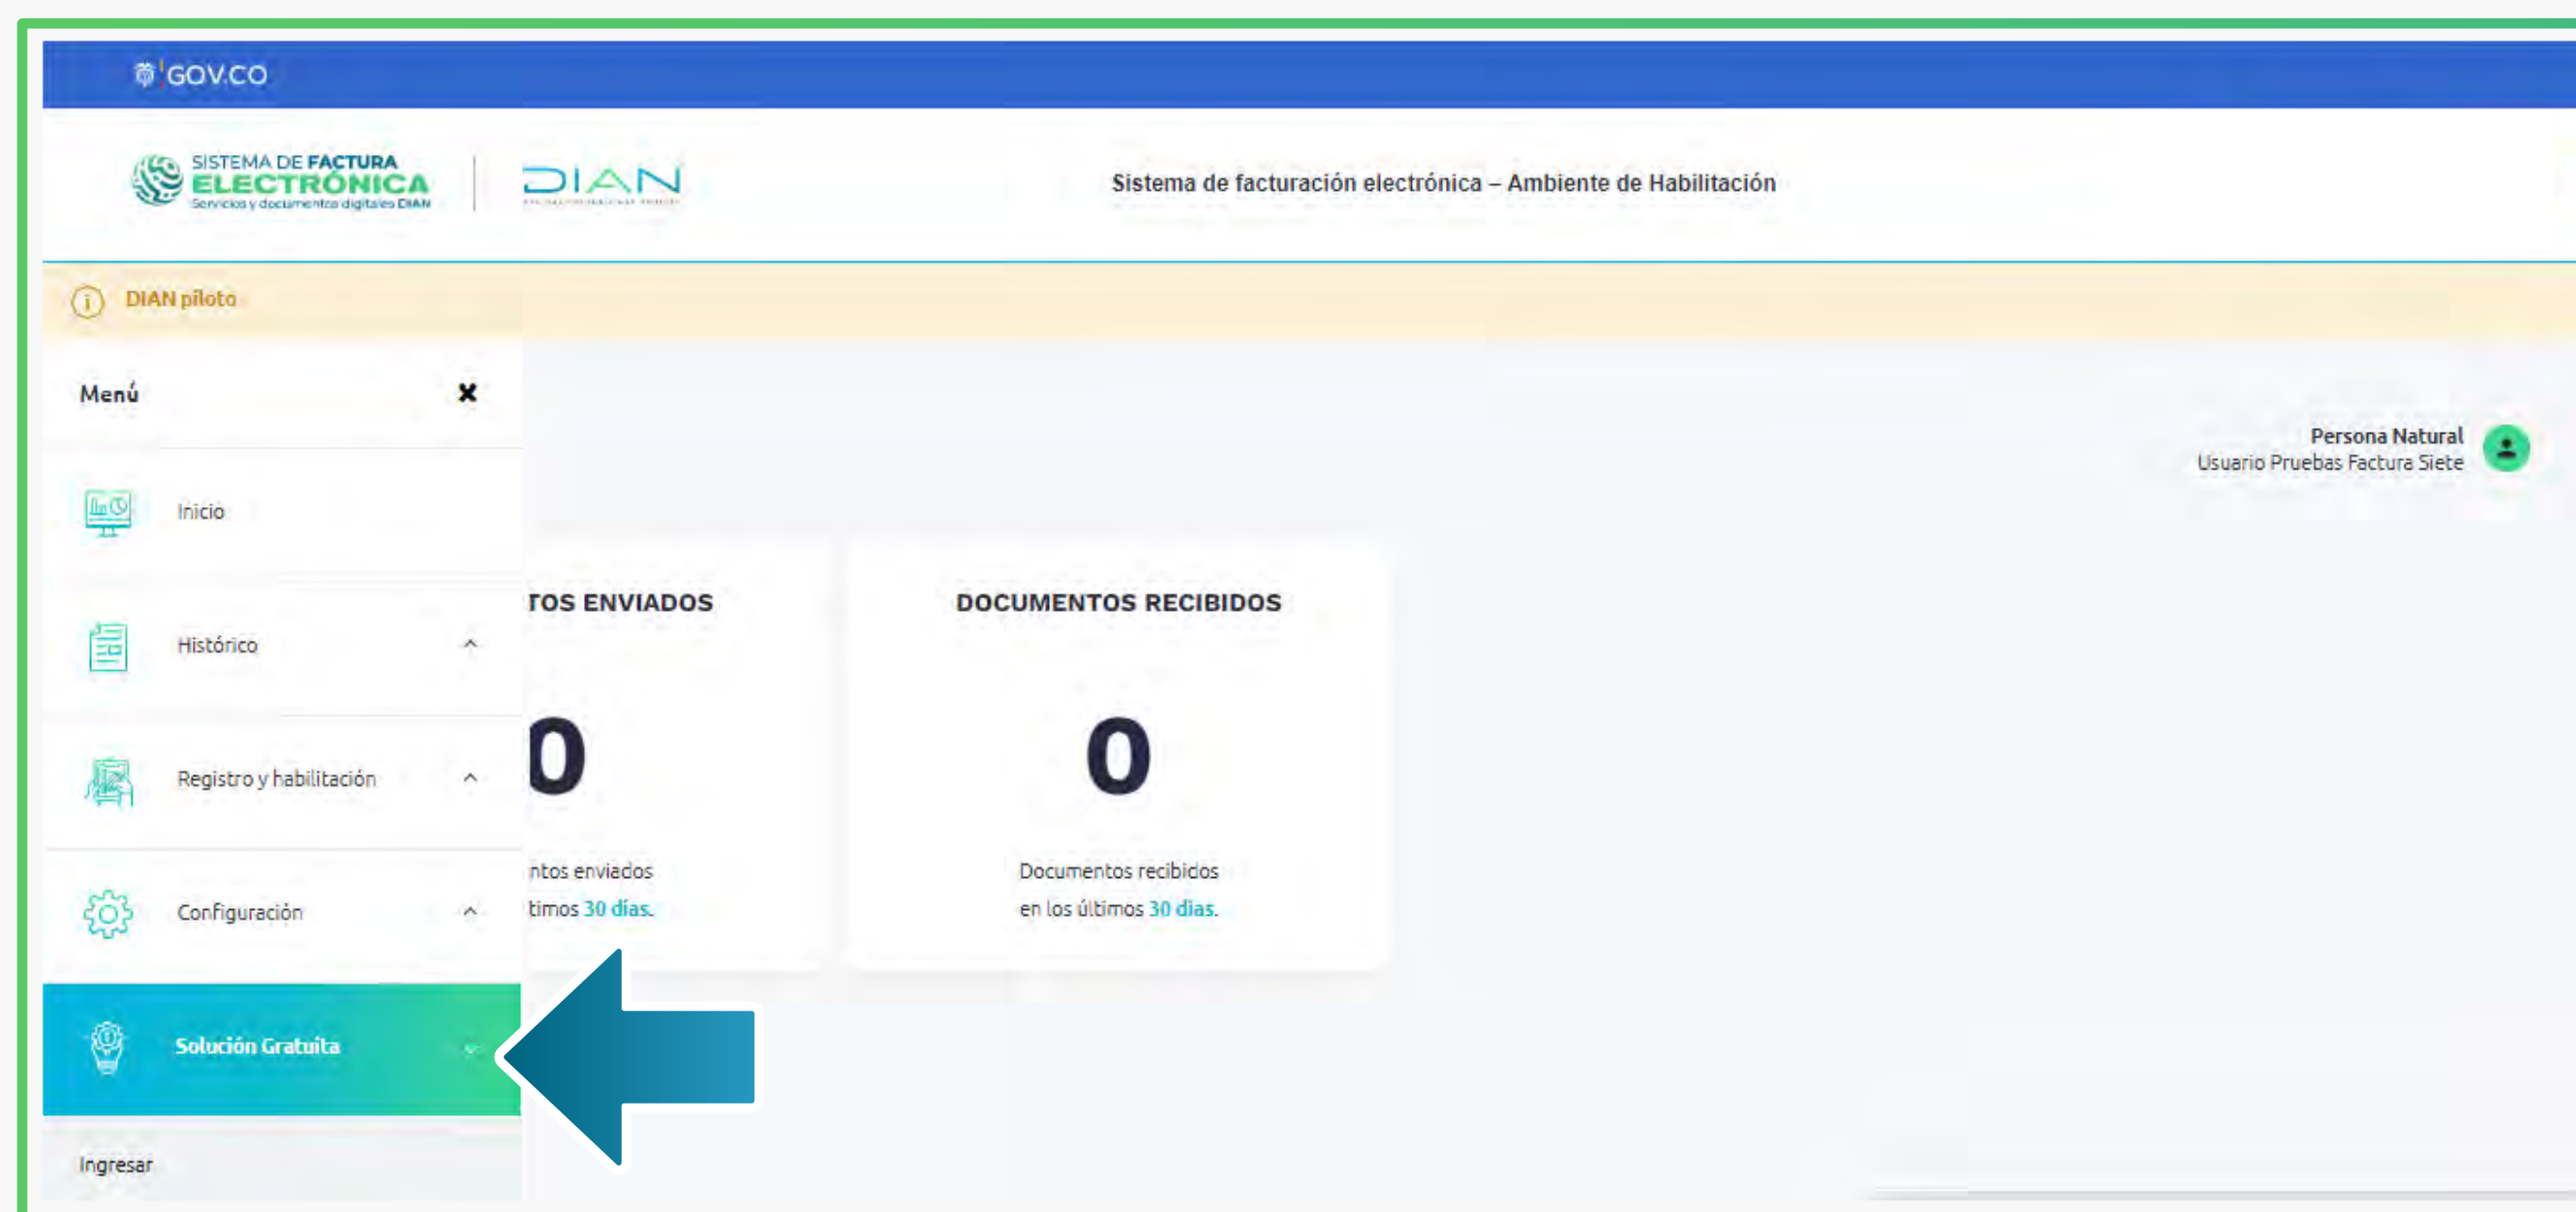 GOV.CO
SISTEMA DE FACTURA
ELECTRÓNICA
Servicios y documentos digitales DIAN
DIAN
Sistema de facturación electrónica – Ambiente de Habilitación
DIAN piloto
Menú
Persona Natural
Usuario Pruebas Factura Siete
Inicio
Histórico
Registro y habilitación
Configuración
Solución Gratuita
Ingresar
TOS ENVIADOS
0
ntos enviados
timos 30 días.
DOCUMENTOS RECIBIDOS
0
Documentos recibidos
en los últimos 30 días.